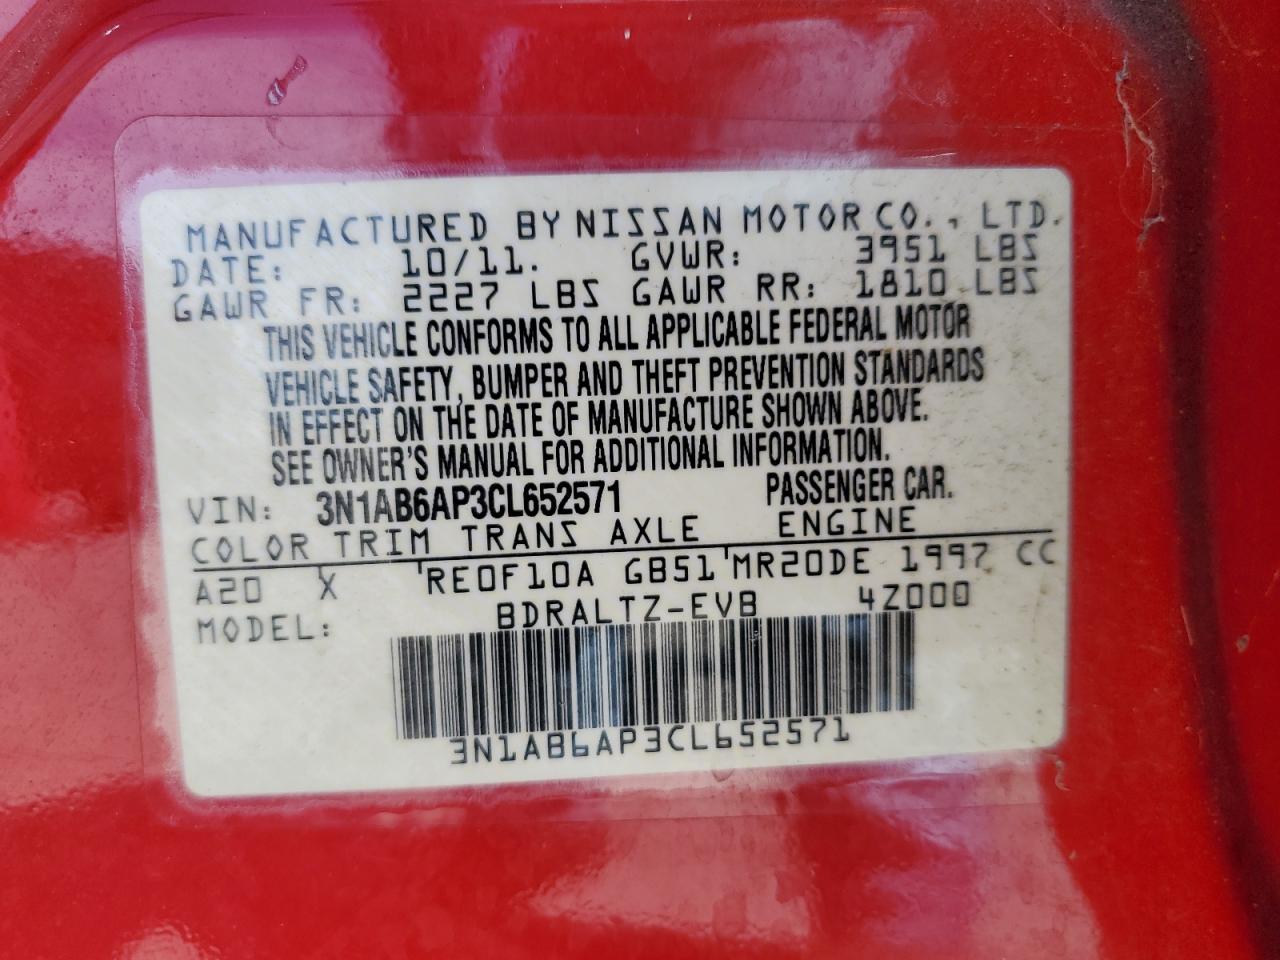 MANUFACTURED BY NISSAN MOTOR CO., LTD.
DATE: 10/11. GVWR: 3951 LBS
GAWR FR: 2227 LBS GAWR RR: 1810 LBS
THIS VEHICLE CONFORMS TO ALL APPLICABLE FEDERAL MOTOR
VEHICLE SAFETY, BUMPER AND THEFT PREVENTION STANDARDS
IN EFFECT ON THE DATE OF MANUFACTURE SHOWN ABOVE.
SEE OWNER'S MANUAL FOR ADDITIONAL INFORMATION.
VIN: 3N1AB6AP3CL652571 PASSENGER CAR.
COLOR TRIM TRANS AXLE ENGINE
A20 X RE0F10A GB51 MR20DE 1997 CC
MODEL: BDRALTZ-EVB 4Z000
3N1AB6AP3CL652571